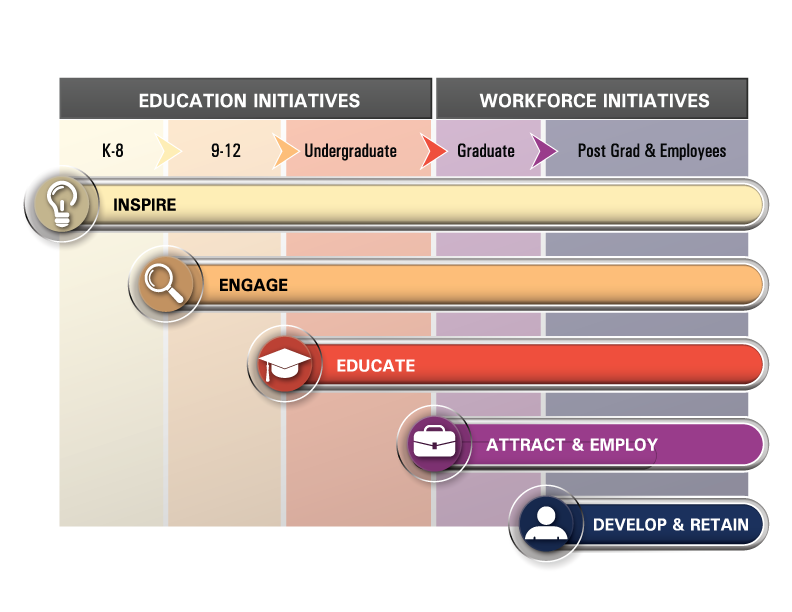 EDUCATION INITIATIVES
WORKFORCE INITIATIVES
K-8
9-12
Undergraduate
Graduate
Post Grad & Employees
INSPIRE
ENGAGE
EDUCATE
ATTRACT & EMPLOY
DEVELOP & RETAIN